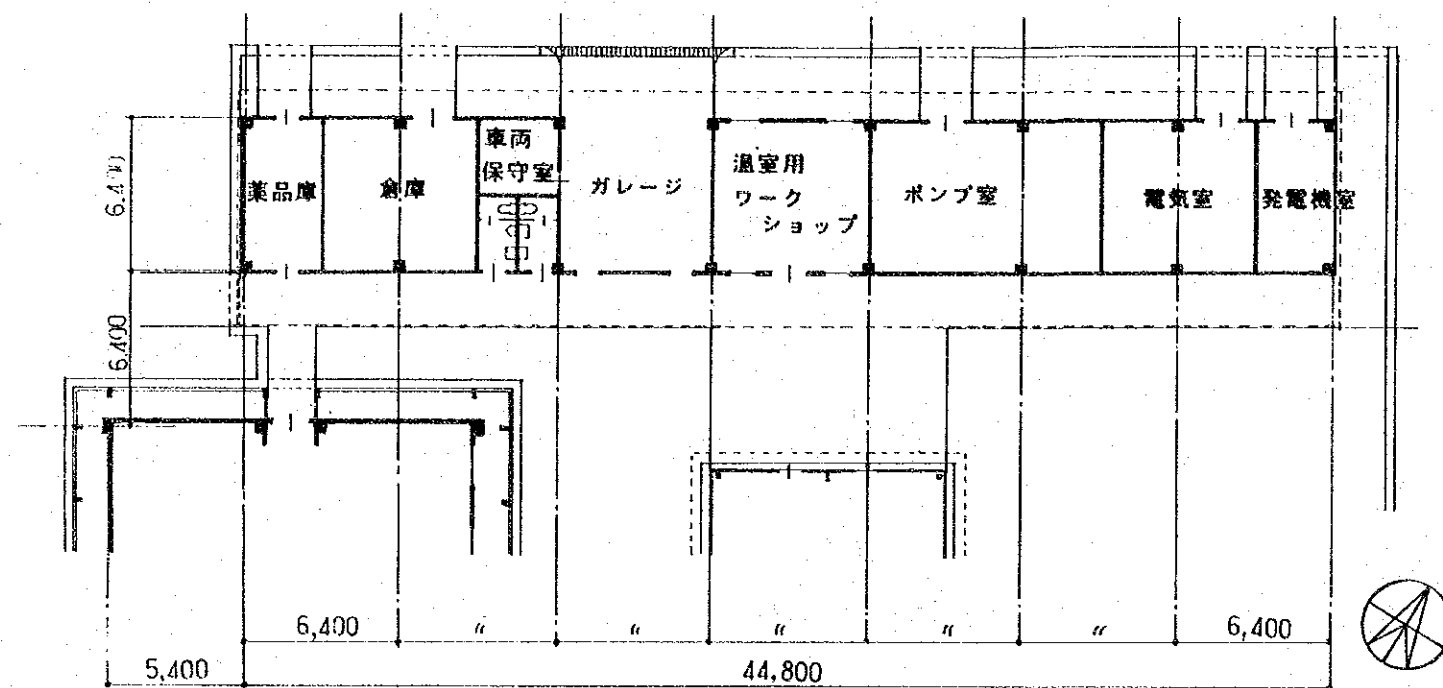 車両
保守室
薬品庫
倉庫
ガレージ
温室用
ワーク
ショップ
ポンプ室
電気室
発電機室
6,400
6,400
6,400
〃
〃
〃
〃
〃
6,400
5,400
44,800